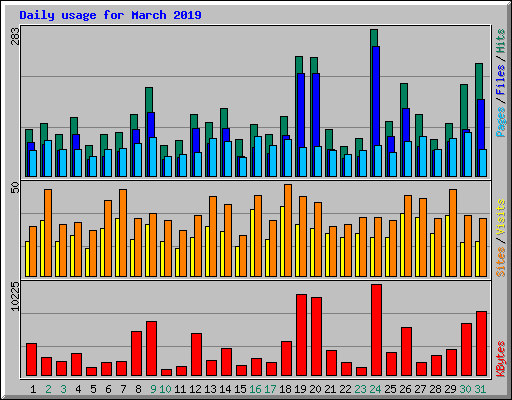 Daily usage for March 2019
283
Pages / Files / Hits
50
Sites / Visits
10225
KBytes
1 2 3 4 5 6 7 8 9 10 11 12 13 14 15 16 17 18 19 20 21 22 23 24 25 26 27 28 29 30 31